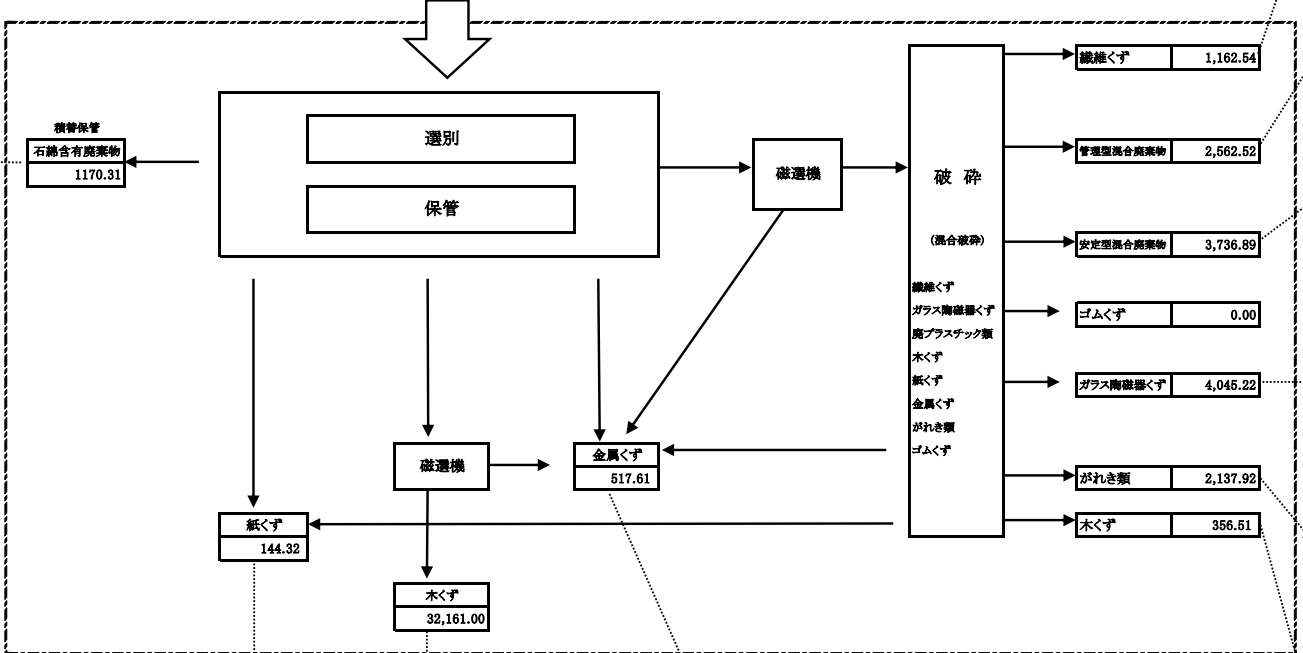 積替保管
石綿含有廃棄物
1170.31
選別
保管
磁選機
破 砕
(混合破砕)
繊維くず
ガラス陶磁器くず
廃プラスチック類
木くず
紙くず
金属くず
がれき類
ゴムくず
繊維くず 1,162.54
管理型混合廃棄物 2,562.52
安定型混合廃棄物 3,736.89
ゴムくず 0.00
ガラス陶磁器くず 4,045.22
がれき類 2,137.92
木くず 356.51
磁選機
金属くず
517.61
紙くず
144.32
木くず
32,161.00